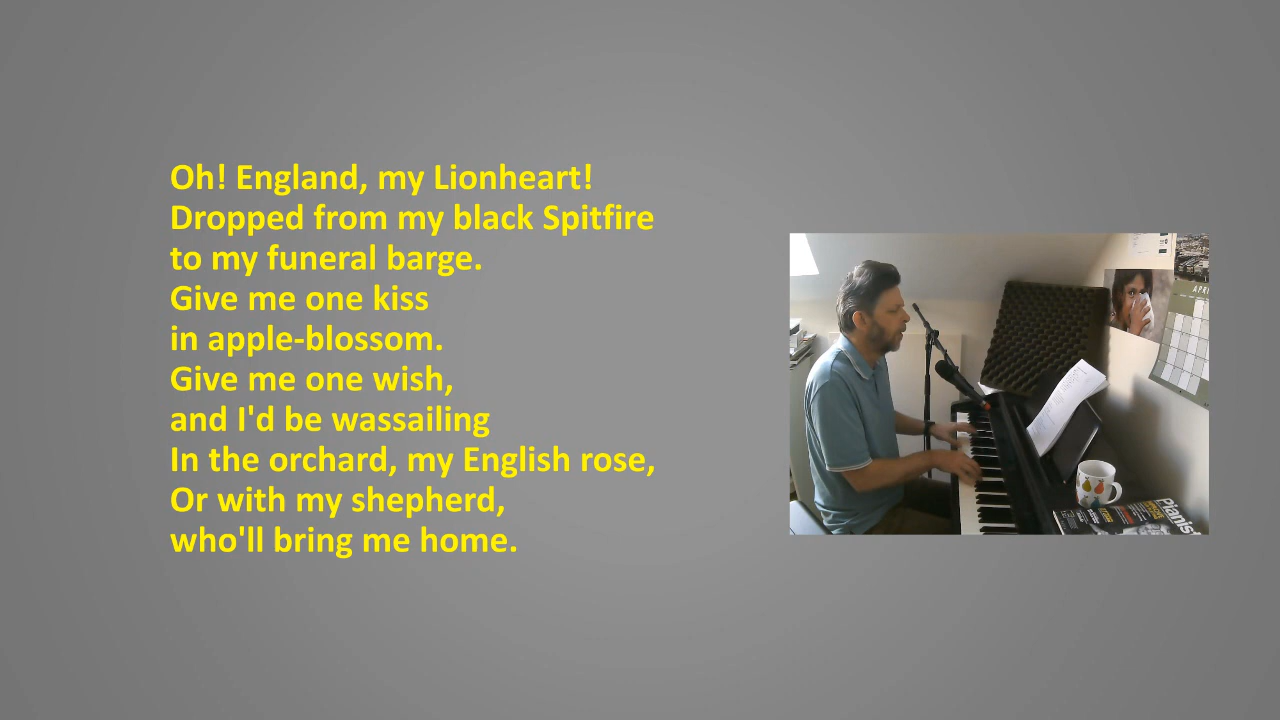 Oh! England, my Lionheart!
Dropped from my black Spitfire
to my funeral barge.
Give me one kiss
in apple-blossom.
Give me one wish,
and I'd be wassailing
In the orchard, my English rose,
Or with my shepherd,
who'll bring me home.
APRI
Pianist